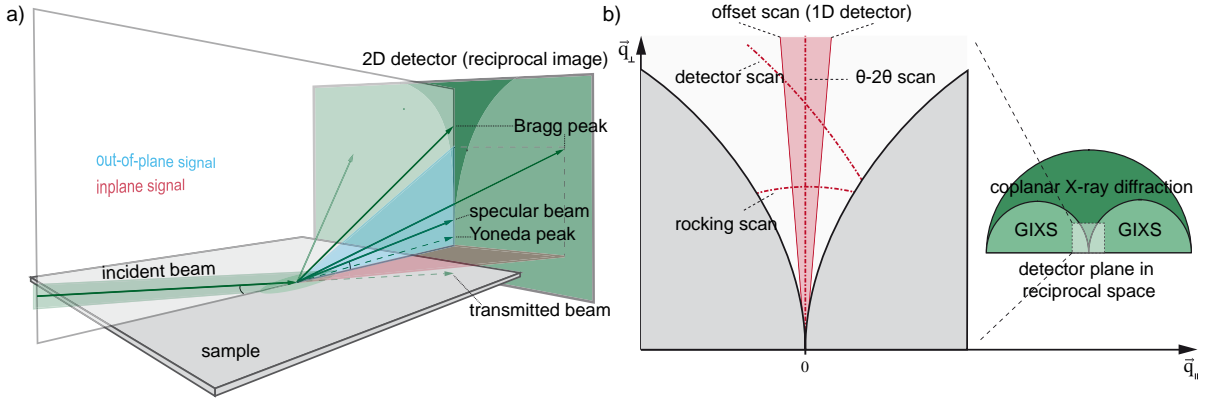 a)
2D detector (reciprocal image)
Bragg peak
out-of-plane signal
inplane signal
specular beam
Yoneda peak
incident beam
transmitted beam
sample
b)
offset scan (1D detector)
q⊥
detector scan
θ-2θ scan
rocking scan
0
q||
coplanar X-ray diffraction
GIXS
GIXS
detector plane in
reciprocal space